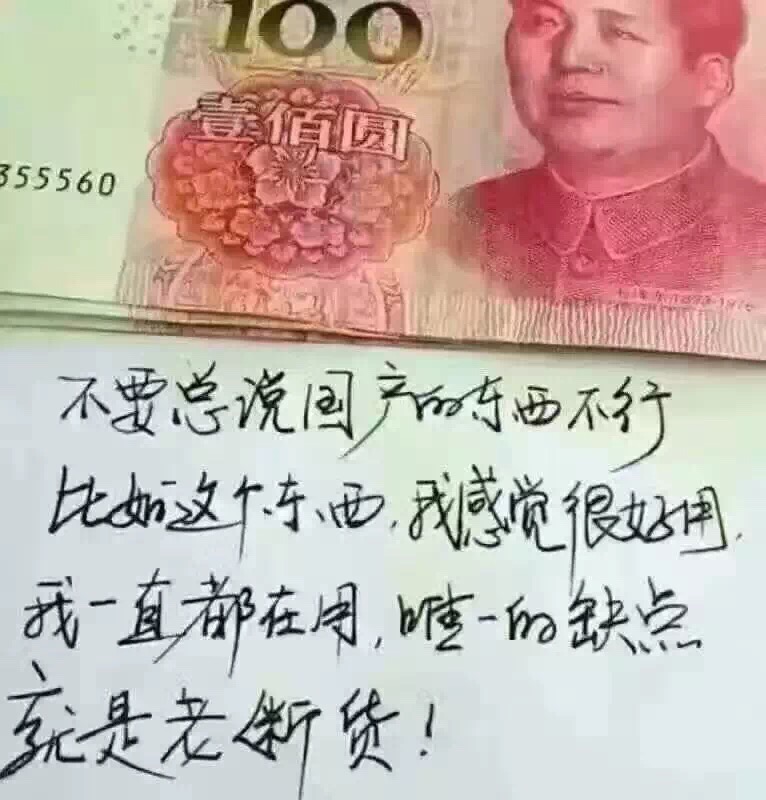 100
壹佰圆
355560
不要总说国产的东西不行
比如这个东西,我感觉很好用,
我一直都在用,唯一的缺点
就是老断货!